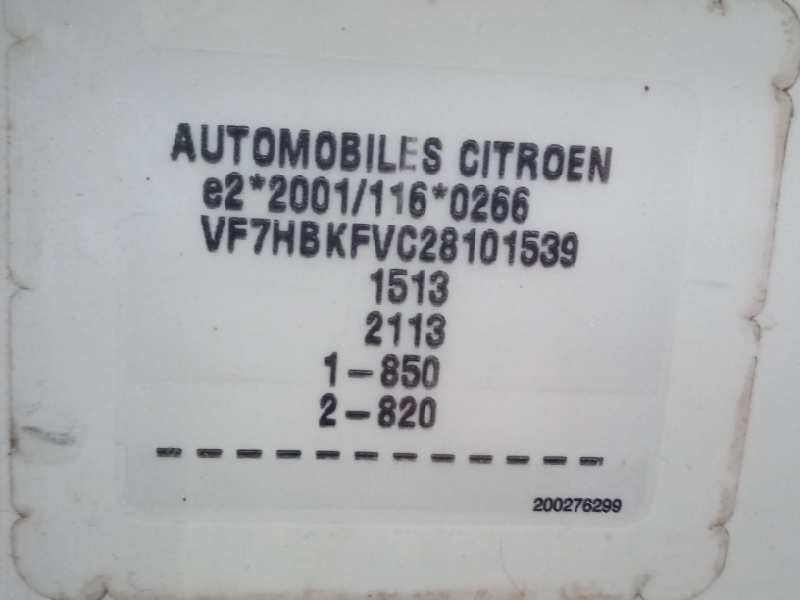 AUTOMOBILES CITROEN
e2*2001/116*0266
VF7HBKFVC28101539
1513
2113
1-850
2-820
------------
200276299